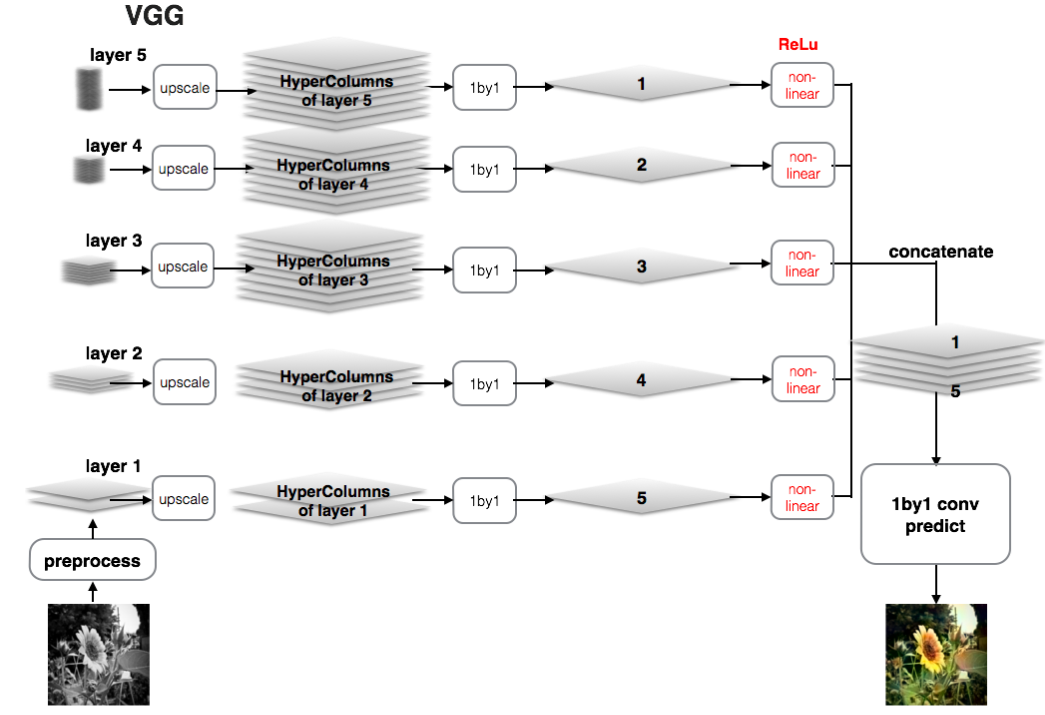 VGG
layer 5
upscale
HyperColumns
of layer 5
1by1
1
ReLu
non-
linear
layer 4
upscale
HyperColumns
of layer 4
1by1
2
non-
linear
layer 3
upscale
HyperColumns
of layer 3
1by1
3
non-
linear
concatenate
1
5
layer 2
upscale
HyperColumns
of layer 2
1by1
4
non-
linear
layer 1
upscale
HyperColumns
of layer 1
1by1
5
non-
linear
1by1 conv
predict
preprocess